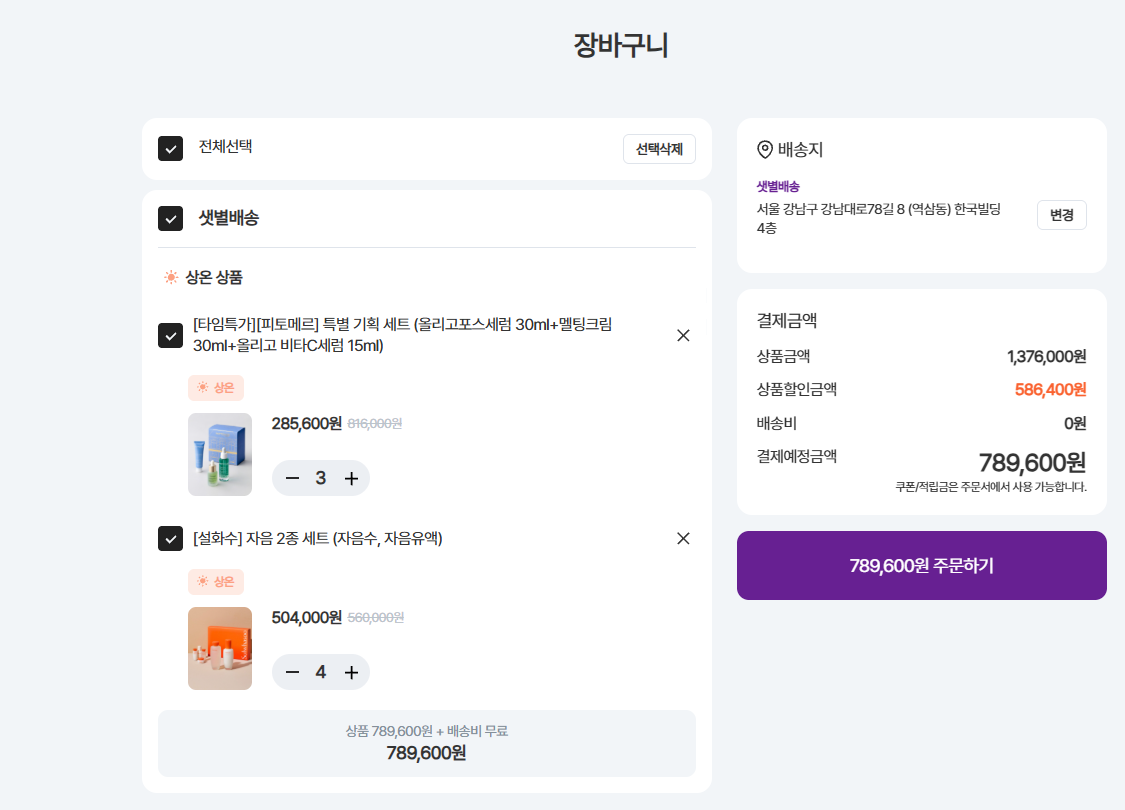 장바구니
전체선택
선택삭제
샛별배송
상온 상품
[타임특가][피토메르] 특별 기획 세트 (올리고포스세럼 30ml+멜팅크림
30ml+올리고 비타C세럼 15ml)
상온
285,600원 816,000원
3
[설화수] 자음 2종 세트 (자음수, 자음유액)
상온
504,000원 560,000원
4
상품 789,600원 + 배송비 무료
789,600원
배송지
샛별배송
서울 강남구 강남대로78길 8 (역삼동) 한국빌딩
4층
변경
결제금액
상품금액 1,376,000원
상품할인금액 586,400원
배송비 0원
결제예정금액 789,600원
쿠폰/적립금은 주문서에서 사용 가능합니다.
789,600원 주문하기